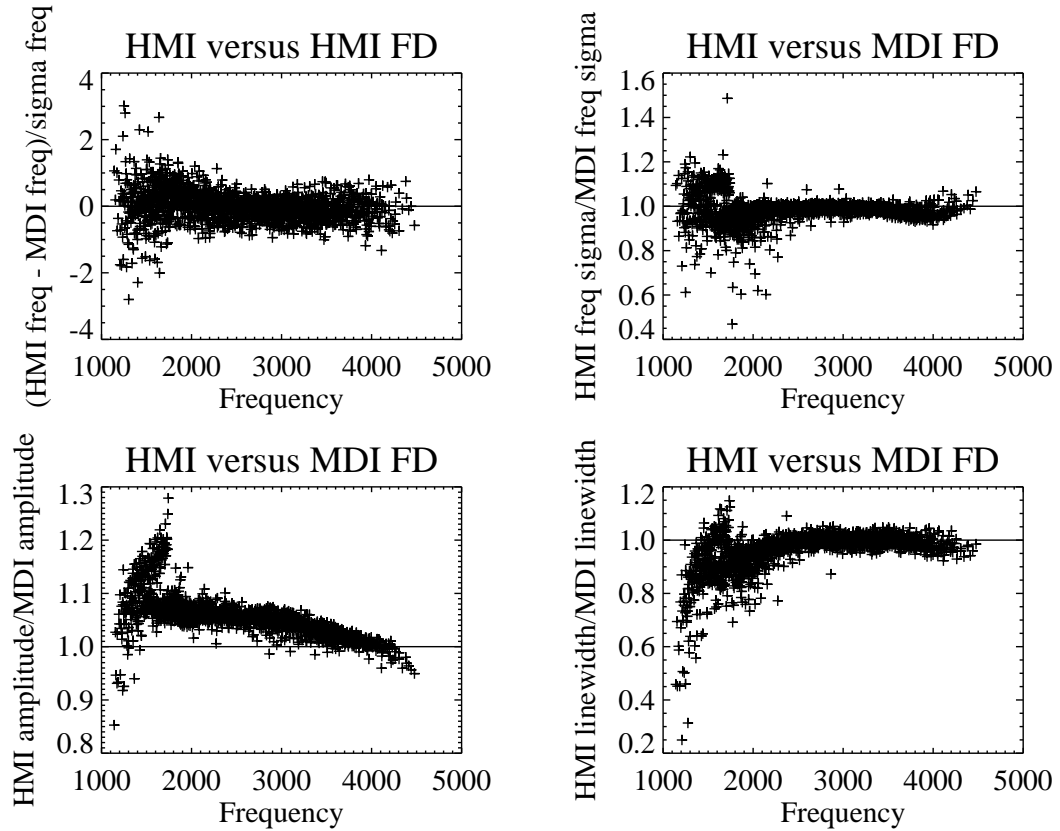 HMI versus HMI FD
(HMI freq - MDI freq)/sigma freq
4
2
0
-2
-4
1000 2000 3000 4000 5000
Frequency
HMI versus MDI FD
HMI freq sigma/MDI freq sigma
1.6
1.4
1.2
1.0
0.8
0.6
0.4
1000 2000 3000 4000 5000
Frequency
HMI versus MDI FD
HMI amplitude/MDI amplitude
1.3
1.2
1.1
1.0
0.9
0.8
1000 2000 3000 4000 5000
Frequency
HMI versus MDI FD
HMI linewidth/MDI linewidth
1.2
1.0
0.8
0.6
0.4
0.2
1000 2000 3000 4000 5000
Frequency